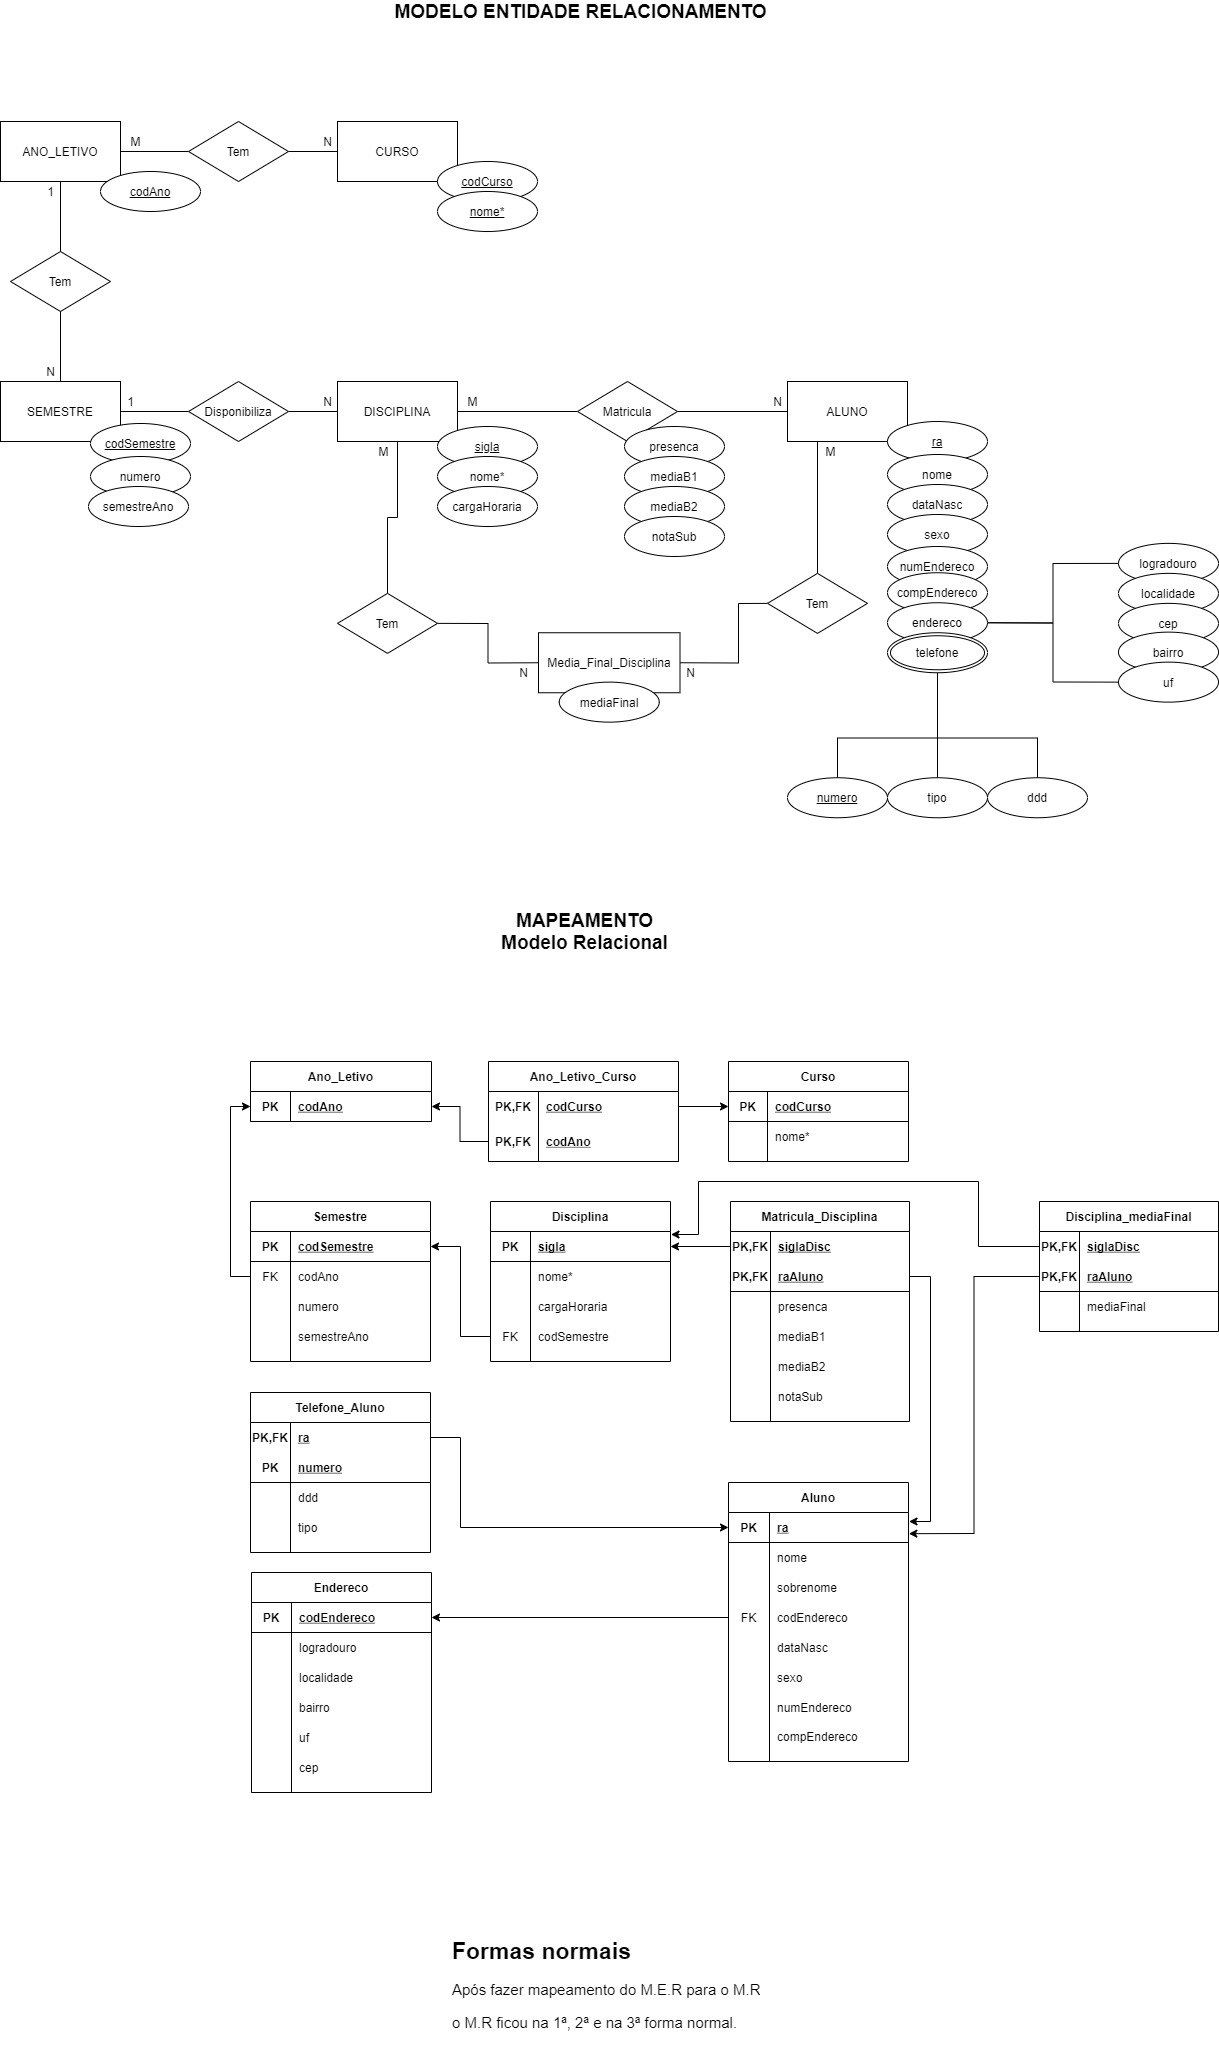 MODELO ENTIDADE RELACIONAMENTO
ANO_LETIVO
M
Tem
N
CURSO
codAno
codCurso
nome*
1
Tem
N
SEMESTRE
1
Disponibiliza
N
DISCIPLINA
M
Matricula
N
ALUNO
codSemestre
numero
semestreAno
M
sigla
nome*
cargaHoraria
presenca
mediaB1
mediaB2
notaSub
M
ra
nome
dataNasc
sexo
numEndereco
compEndereco
endereco
telefone
logradouro
localidade
cep
bairro
uf
Tem
Tem
N
Media_Final_Disciplina
N
mediaFinal
numero
tipo
ddd
MAPEAMENTO
Modelo Relacional
Ano_Letivo
PK codAno
Ano_Letivo_Curso
PK,FK codCurso
PK,FK codAno
Curso
PK codCurso
nome*
Semestre
PK codSemestre
FK codAno
numero
semestreAno
Disciplina
PK sigla
nome*
cargaHoraria
FK codSemestre
Matricula_Disciplina
PK,FK siglaDisc
PK,FK raAluno
presenca
mediaB1
mediaB2
notaSub
Disciplina_mediaFinal
PK,FK siglaDisc
PK,FK raAluno
mediaFinal
Telefone_Aluno
PK,FK ra
PK numero
ddd
tipo
Aluno
PK ra
nome
sobrenome
FK codEndereco
dataNasc
sexo
numEndereco
compEndereco
Endereco
PK codEndereco
logradouro
localidade
bairro
uf
cep
Formas normais
Após fazer mapeamento do M.E.R para o M.R
o M.R ficou na 1ª, 2ª e na 3ª forma normal.